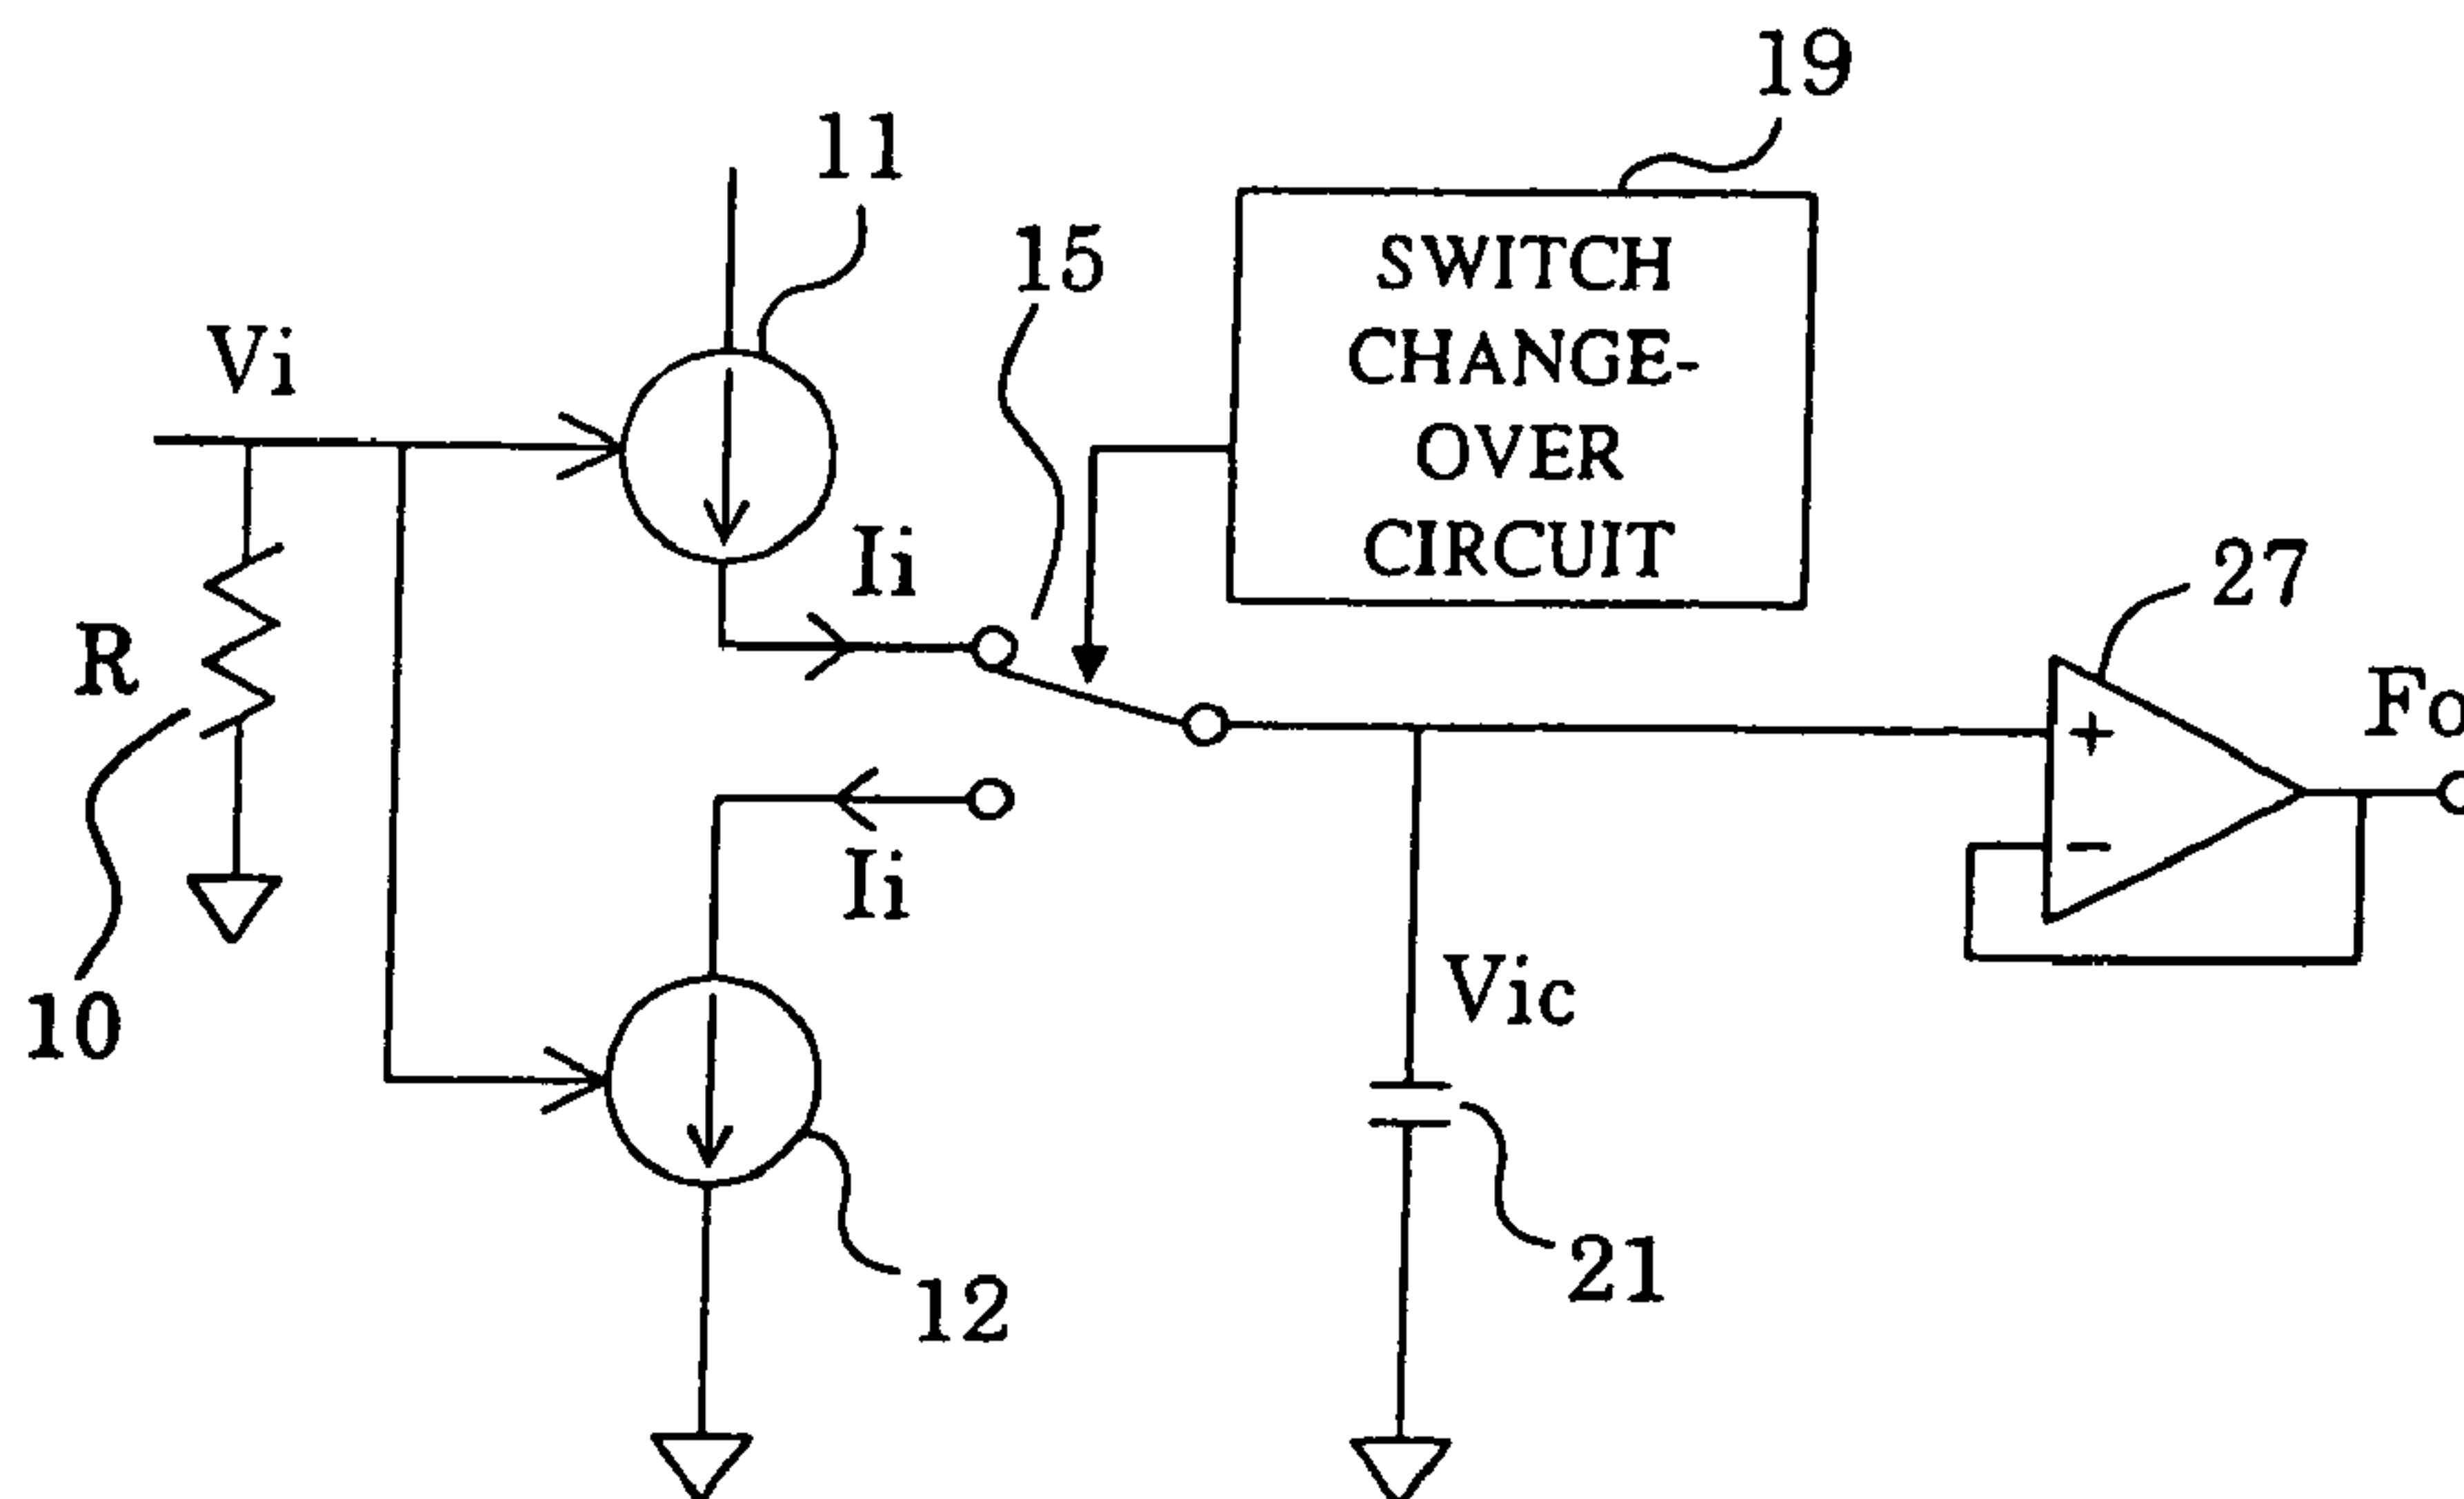 19
11
15
SWITCH
CHANGE-
OVER
CIRCUIT
Vi
Ii
27
R
Fo
+
−
Ii
Vic
10
21
12